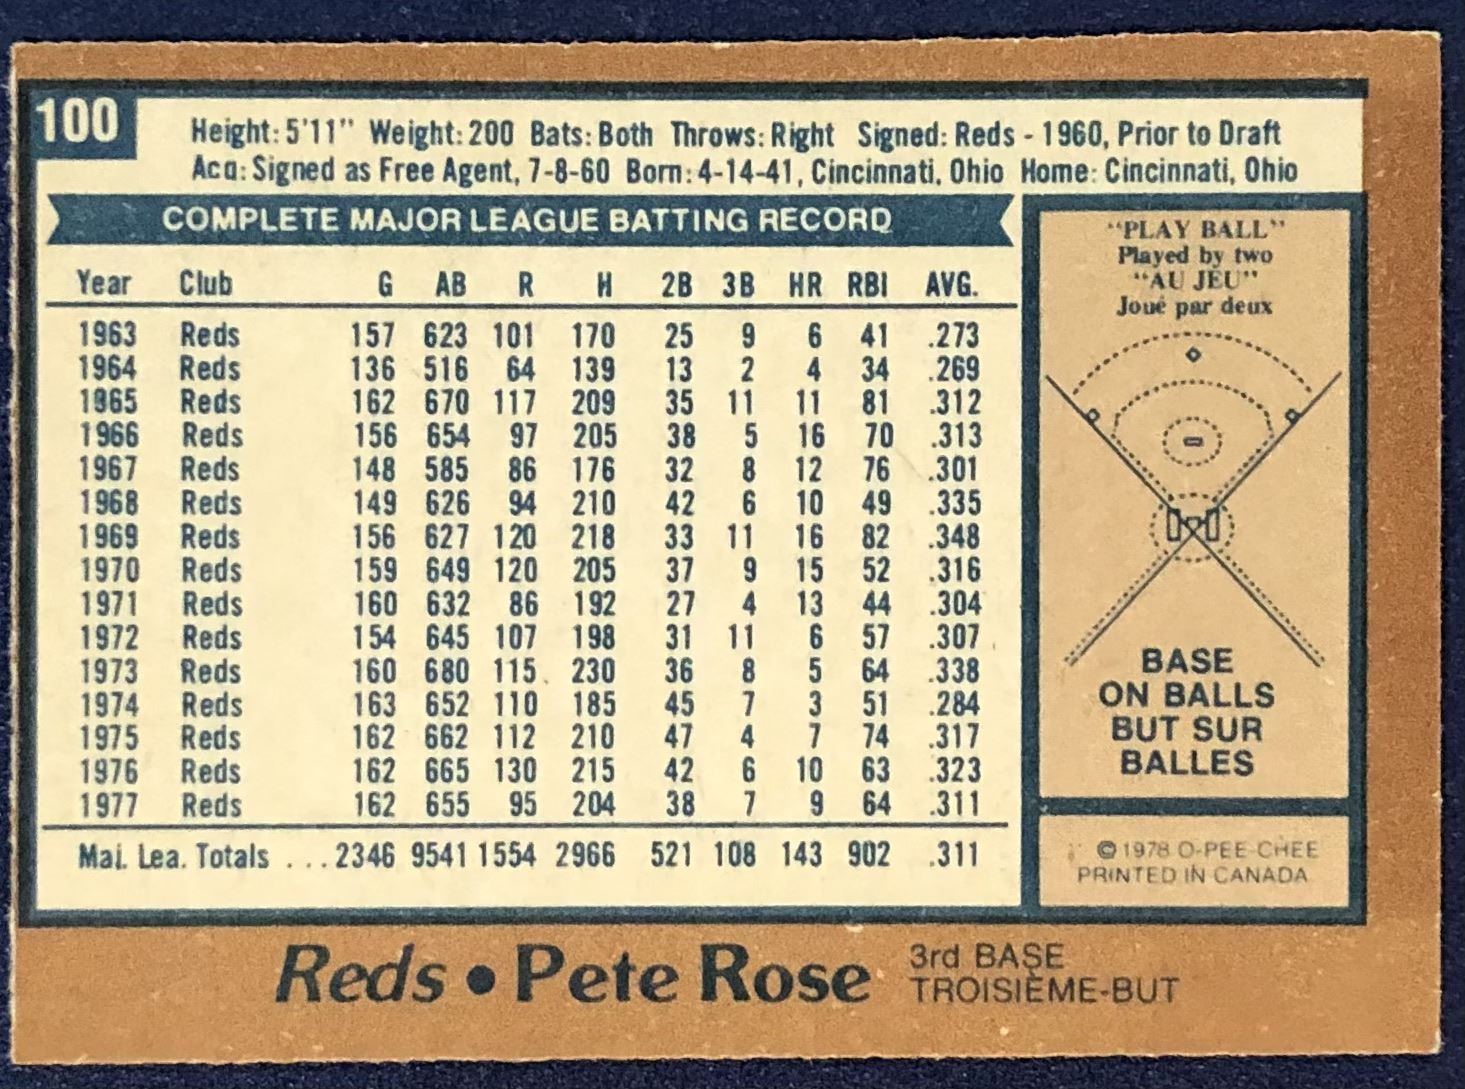 100
Height: 5'11" Weight: 200 Bats: Both Throws: Right Signed: Reds - 1960, Prior to Draft
Acq: Signed as Free Agent, 7-8-60 Born: 4-14-41, Cincinnati, Ohio Home: Cincinnati, Ohio
COMPLETE MAJOR LEAGUE BATTING RECORD
Year Club G AB R H 2B 3B HR RBI AVG.
1963 Reds 157 623 101 170 25 9 6 41 .273
1964 Reds 136 516 64 139 13 2 4 34 .269
1965 Reds 162 670 117 209 35 11 11 81 .312
1966 Reds 156 654 97 205 38 5 16 70 .313
1967 Reds 148 585 86 176 32 8 12 76 .301
1968 Reds 149 626 94 210 42 6 10 49 .335
1969 Reds 156 627 120 218 33 11 16 82 .348
1970 Reds 159 649 120 205 37 9 15 52 .316
1971 Reds 160 632 86 192 27 4 13 44 .304
1972 Reds 154 645 107 198 31 11 6 57 .307
1973 Reds 160 680 115 230 36 8 5 64 .338
1974 Reds 163 652 110 185 45 7 3 51 .284
1975 Reds 162 662 112 210 47 4 7 74 .317
1976 Reds 162 665 130 215 42 6 10 63 .323
1977 Reds 162 655 95 204 38 7 9 64 .311
Maj. Lea. Totals ...2346 9541 1554 2966 521 108 143 902 .311
"PLAY BALL"
Played by two
"AU JEU"
Joué par deux
BASE
ON BALLS
BUT SUR
BALLES
© 1978 O-PEE-CHEE
PRINTED IN CANADA
Reds • Pete Rose
3rd BASE
TROISIÈME-BUT